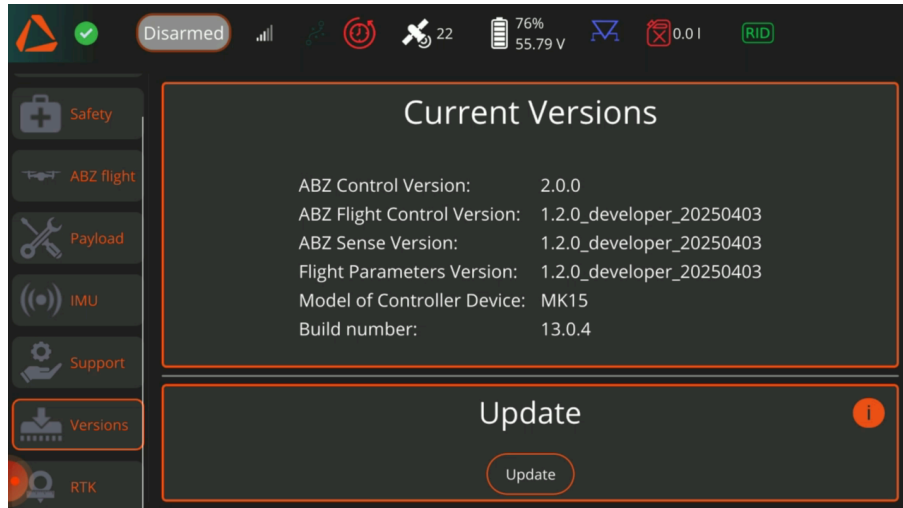 Disarmed
22
76%
55.79 V
0.0 l
RID
Safety
ABZ flight
Payload
IMU
Support
Versions
RTK
Current Versions
ABZ Control Version: 2.0.0
ABZ Flight Control Version: 1.2.0_developer_20250403
ABZ Sense Version: 1.2.0_developer_20250403
Flight Parameters Version: 1.2.0_developer_20250403
Model of Controller Device: MK15
Build number: 13.0.4
Update
i
Update